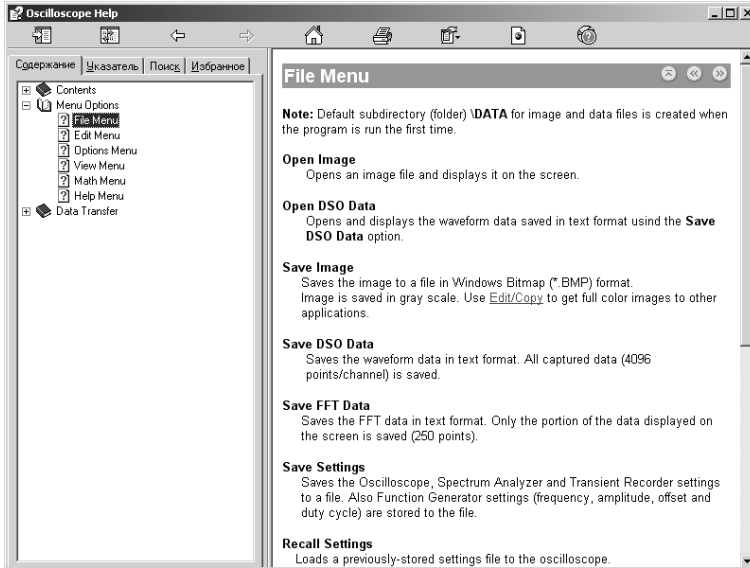 Oscilloscope Help
Содержание Указатель Поиск Избранное
Contents
Menu Options
File Menu
Edit Menu
Options Menu
View Menu
Math Menu
Help Menu
Data Transfer
File Menu
Note: Default subdirectory (folder) \DATA for image and data files is created when
the program is run the first time.
Open Image
Opens an image file and displays it on the screen.
Open DSO Data
Opens and displays the waveform data saved in text format usind the Save
DSO Data option.
Save Image
Saves the image to a file in Windows Bitmap (*.BMP) format.
Image is saved in gray scale. Use Edit/Copy to get full color images to other
applications.
Save DSO Data
Saves the waveform data in text format. All captured data (4096
points/channel) is saved.
Save FFT Data
Saves the FFT data in text format. Only the portion of the data displayed on
the screen is saved (250 points).
Save Settings
Saves the Oscilloscope, Spectrum Analyzer and Transient Recorder settings
to a file. Also Function Generator settings (frequency, amplitude, offset and
duty cycle) are stored to the file.
Recall Settings
Loads a previously-stored settings file to the oscilloscope.